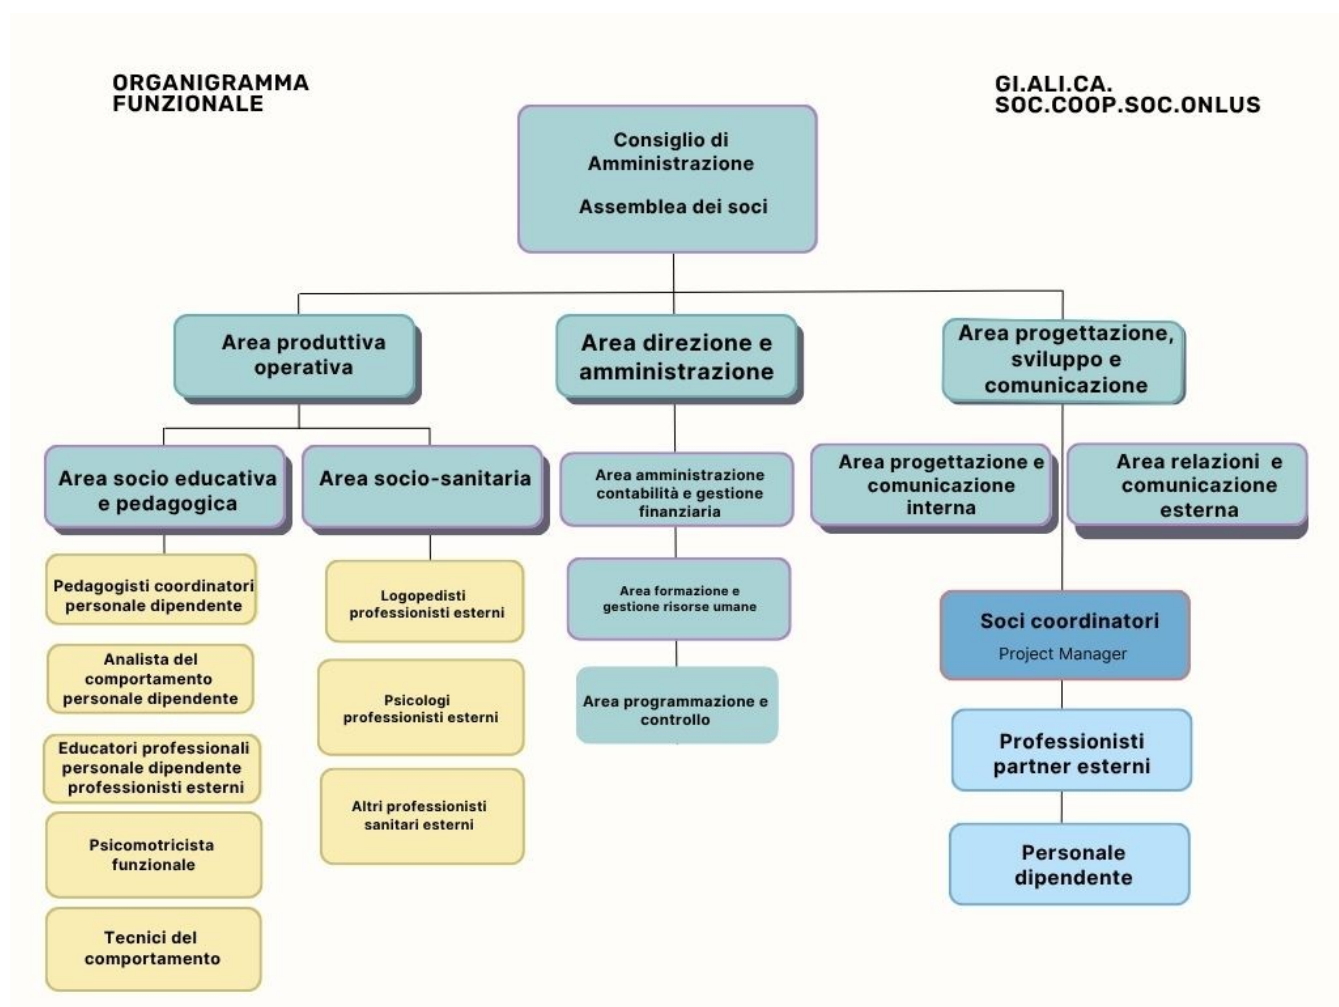 ORGANIGRAMMA
FUNZIONALE
GI.ALI.CA.
SOC.COOP.SOC.ONLUS
Consiglio di
Amministrazione
Assemblea dei soci
Area produttiva
operativa
Area direzione e
amministrazione
Area progettazione,
sviluppo e
comunicazione
Area socio educativa
e pedagogica
Area socio-sanitaria
Area amministrazione
contabilità e gestione
finanziaria
Area progettazione e
comunicazione
interna
Area relazioni e
comunicazione
esterna
Pedagogisti coordinatori
personale dipendente
Analista del
comportamento
personale dipendente
Educatori professionali
personale dipendente
professionisti esterni
Psicomotricista
funzionale
Tecnici del
comportamento
Logopedisti
professionisti esterni
Psicologi
professionisti esterni
Altri professionisti
sanitari esterni
Area formazione e
gestione risorse umane
Area programmazione e
controllo
Soci coordinatori
Project Manager
Professionisti
partner esterni
Personale
dipendente